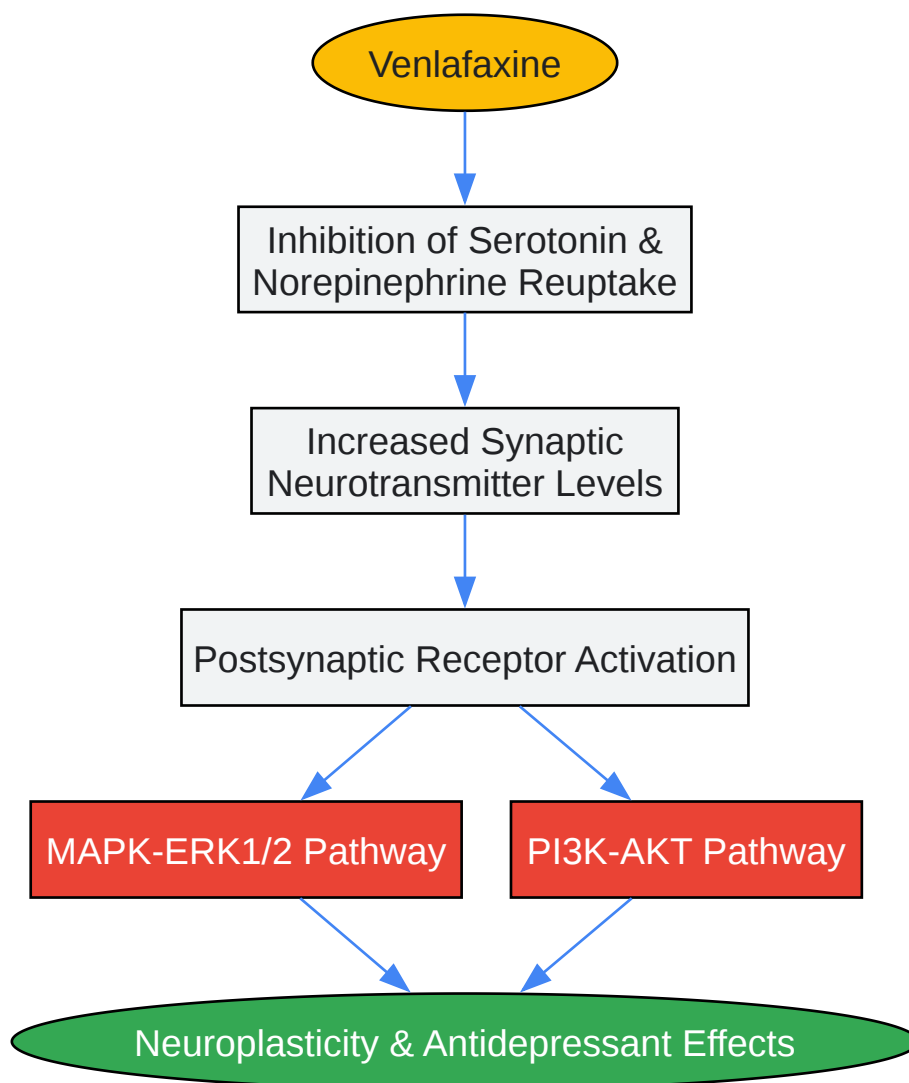 Venlafaxine
Inhibition of Serotonin &
Norepinephrine Reuptake
Increased Synaptic
Neurotransmitter Levels
Postsynaptic Receptor Activation
MAPK-ERK1/2 Pathway
PI3K-AKT Pathway
Neuroplasticity & Antidepressant Effects